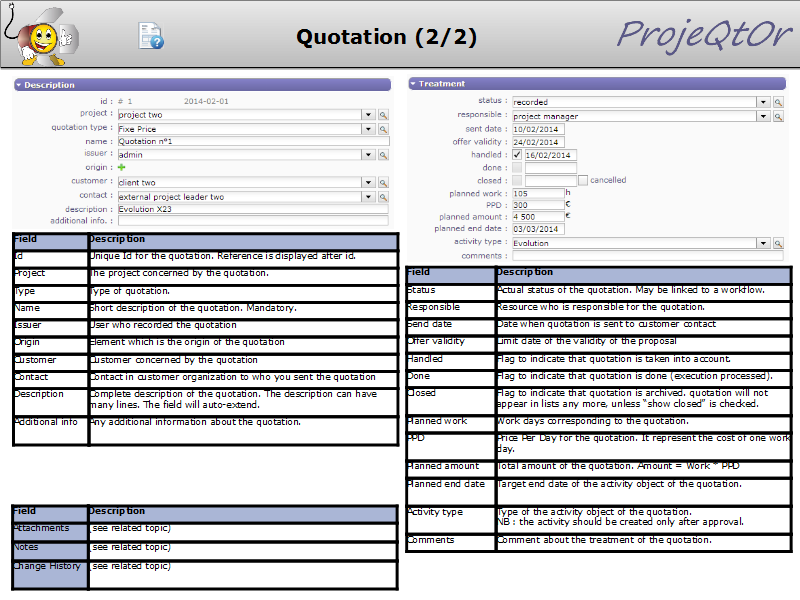 Quotation (2/2)
ProjeQtOr
Description
id : # 1 2014-02-01
project : project two
quotation type : Fixe Price
name : Quotation n°1
issuer : admin
origin :
customer : client two
contact : external project leader two
description : Evolution X23
additional info. :
Field Description
Id Unique Id for the quotation. Reference is displayed after id.
Project The project concerned by the quotation.
Type Type of quotation.
Name Short description of the quotation. Mandatory.
Issuer User who recorded the quotation
Origin Element which is the origin of the quotation
Customer Customer concerned by the quotation
Contact Contact in customer organization to who you sent the quotation
Description Complete description of the quotation. The description can have
many lines. The field will auto-extend.
Additional info Any additional information about the quotation.
Field Description
Attachments (see related topic)
Notes (see related topic)
Change History (see related topic)
Treatment
status : recorded
responsible : project manager
sent date : 10/02/2014
offer validity : 24/02/2014
handled : 16/02/2014
done :
closed : cancelled
planned work : 105 h
PPD : 300 €
planned amount : 4 500 €
planned end date : 03/03/2014
activity type : Evolution
comments :
Field Description
Status Actual status of the quotation. May be linked to a workflow.
Responsible Resource who is responsible for the quotation.
Send date Date when quotation is sent to customer contact
Offer validity Limit date of the validity of the proposal
Handled Flag to indicate that quotation is taken into account.
Done Flag to indicate that quotation is done (execution processed).
Closed Flag to indicate that quotation is archived. quotation will not
appear in lists any more, unless “show closed” is checked.
Planned work Work days corresponding to the quotation.
PPD Price Per Day for the quotation. It represent the cost of one work
day.
Planned amount Total amount of the quotation. Amount = Work * PPD
Planned end date Target end date of the activity object of the quotation.
Activity type Type of the activity object of the quotation.
NB : the activity should be created only after approval.
Comments Comment about the treatment of the quotation.